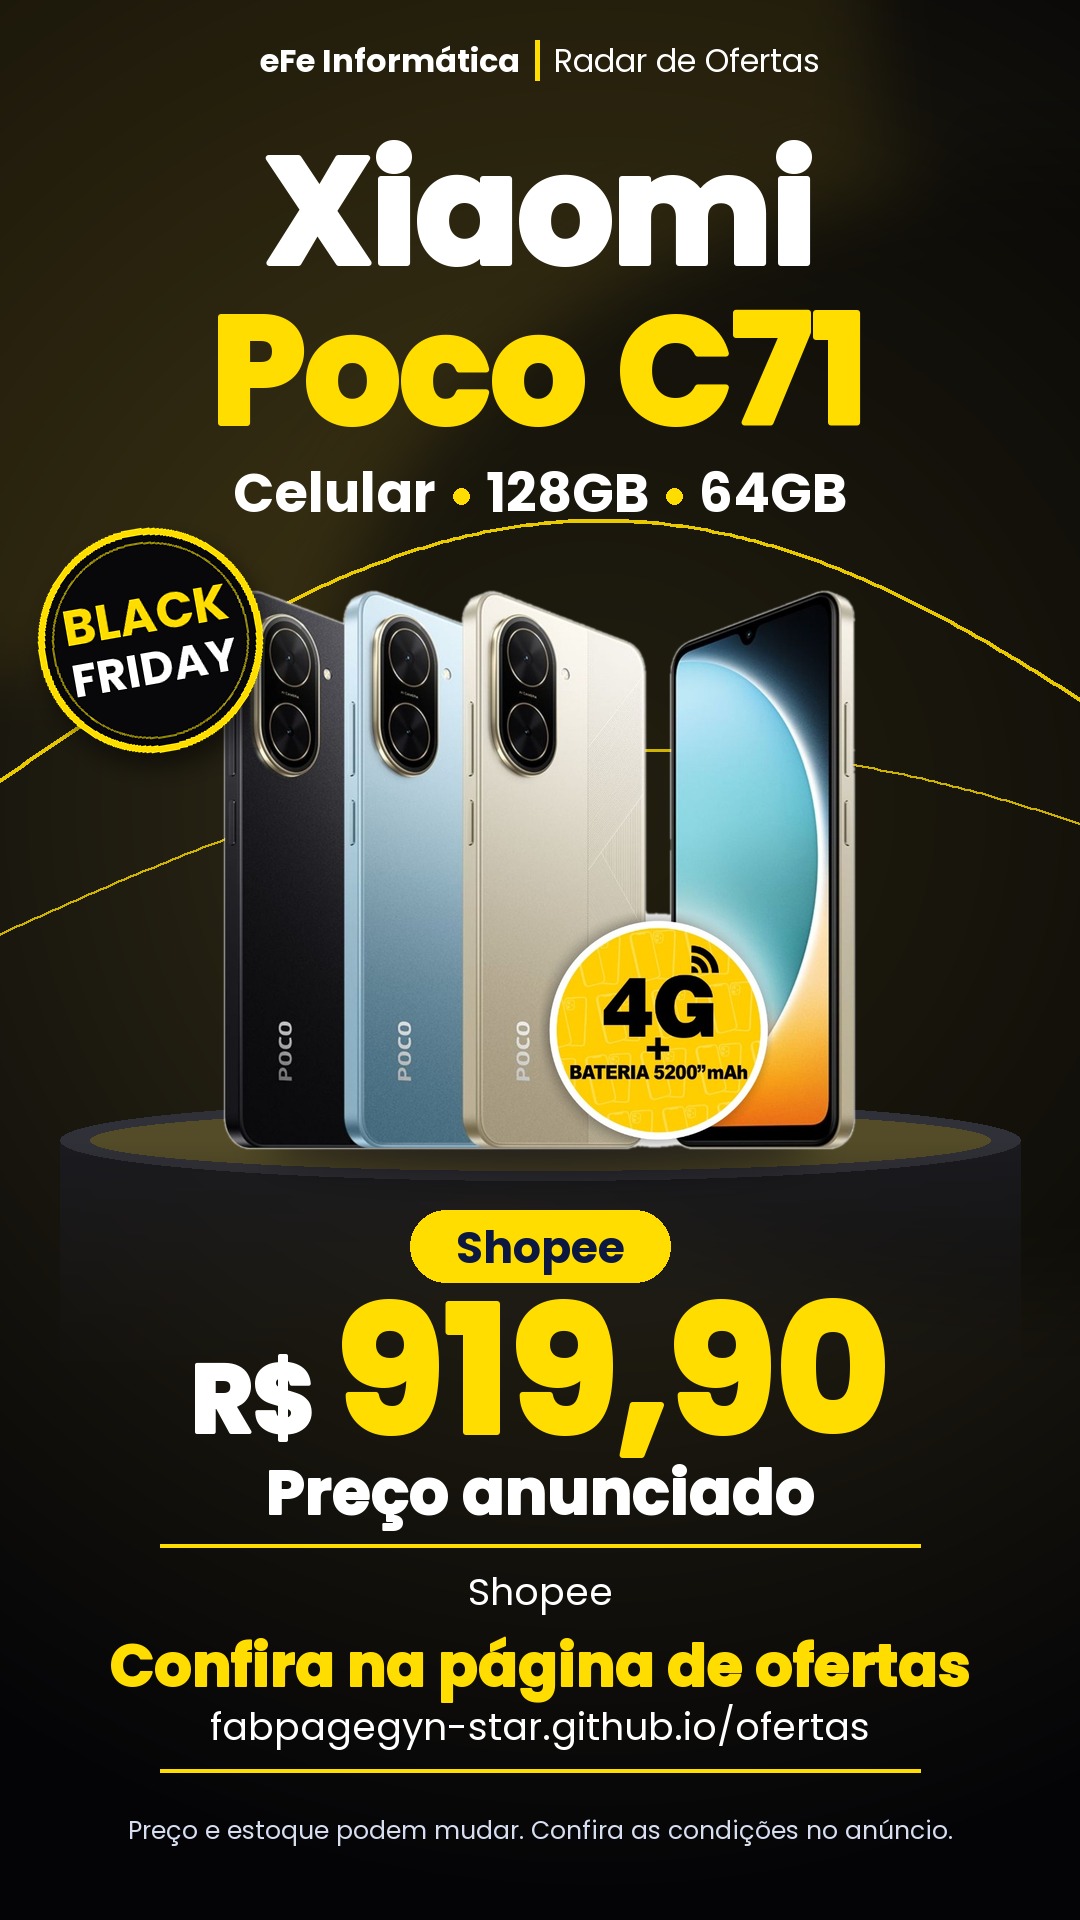 eFe Informática | Radar de Ofertas
Xiaomi
Poco C71
Celular • 128GB • 64GB
BLACK
FRIDAY
POCO
POCO
POCO
4G
+
BATERIA 5200”mAh
Shopee
R$ 919,90
Preço anunciado
Shopee
Confira na página de ofertas
fabpagegyn-star.github.io/ofertas
Preço e estoque podem mudar. Confira as condições no anúncio.